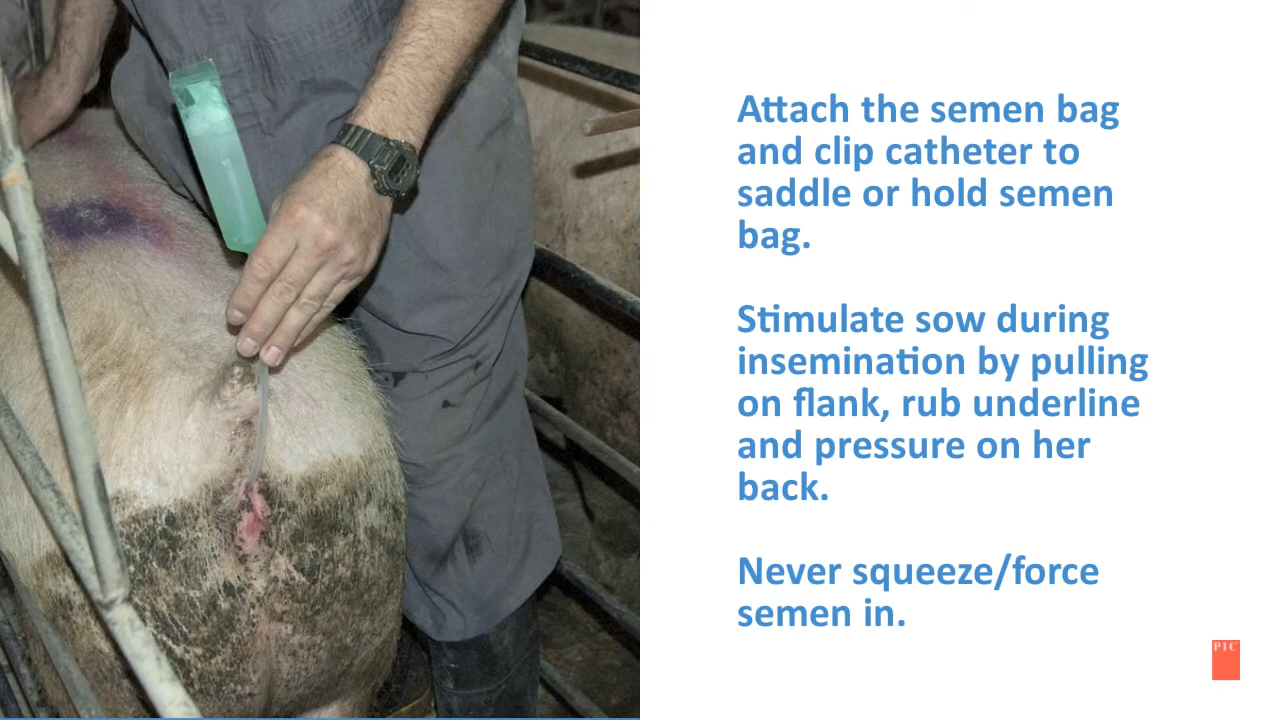 Attach the semen bag
and clip catheter to
saddle or hold semen
bag.
Stimulate sow during
insemination by pulling
on flank, rub underline
and pressure on her
back.
Never squeeze/force
semen in.
PIC